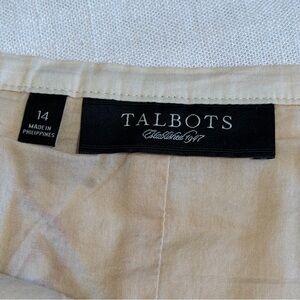 14
MADE IN
PHILIPPINES
TALBOTS
Established 1947